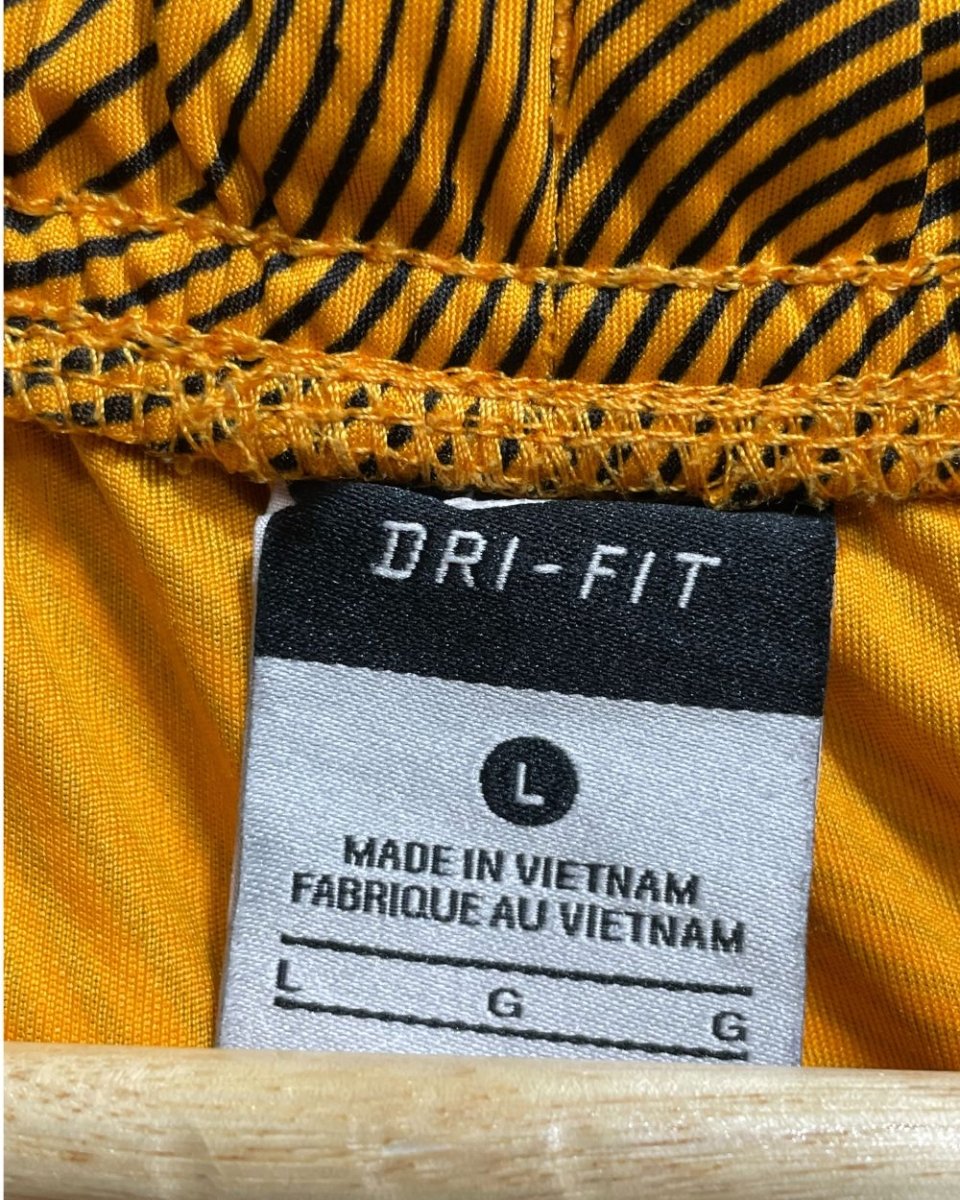 DRI-FIT
L
MADE IN VIETNAM
FABRIQUE AU VIETNAM
L G G